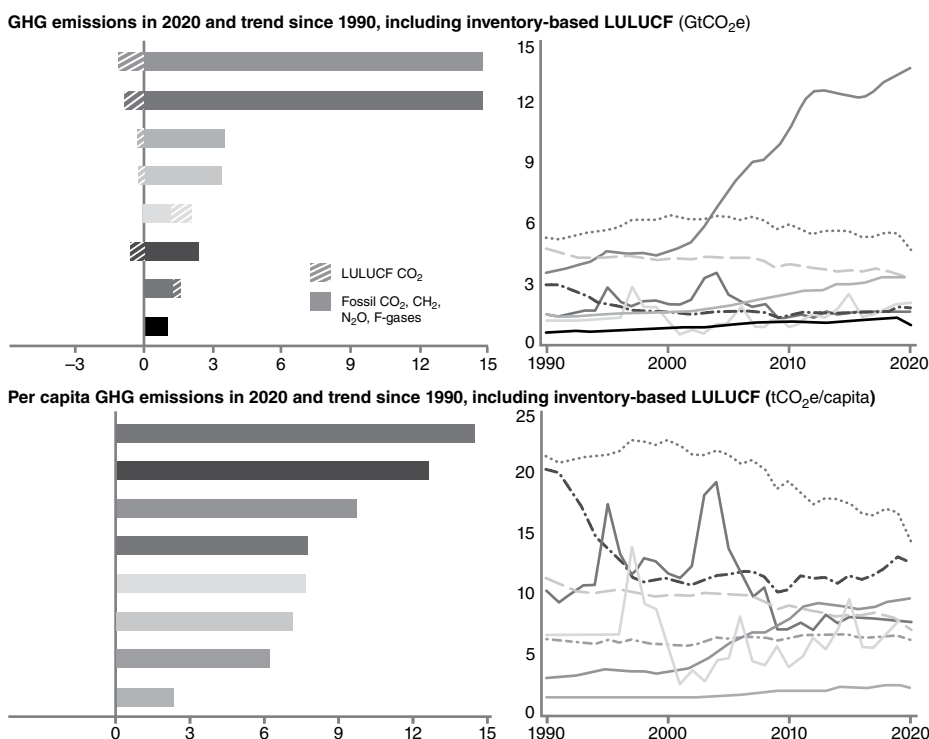 GHG emissions in 2020 and trend since 1990, including inventory-based LULUCF (GtCO₂e)
LULUCF CO₂
Fossil CO₂, CH₂,
N₂O, F-gases
−3 0 3 6 9 12 15
15
12
9
6
3
0
1990 2000 2010 2020
Per capita GHG emissions in 2020 and trend since 1990, including inventory-based LULUCF (tCO₂e/capita)
0 3 6 9 12 15
25
20
15
10
5
0
1990 2000 2010 2020